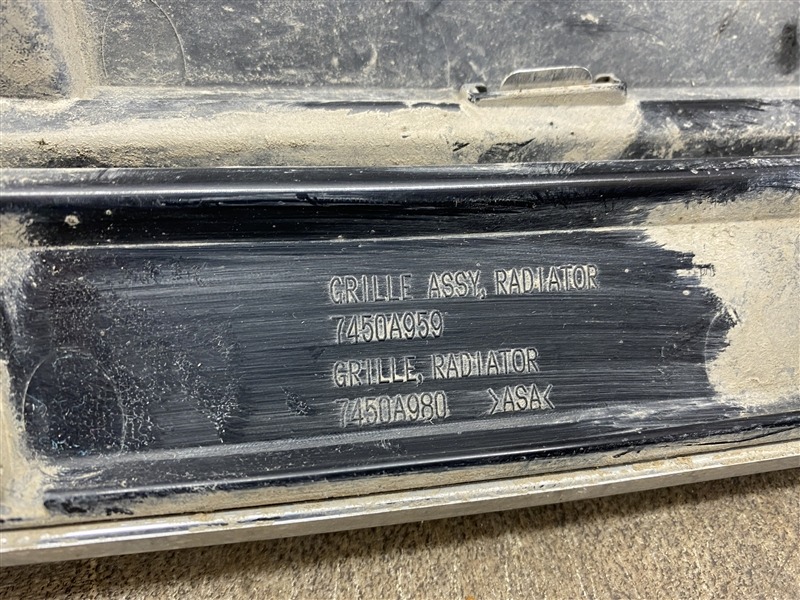 GRILLE ASSY, RADIATOR
7450A959
GRILLE, RADIATOR
7450A980 >ASA<